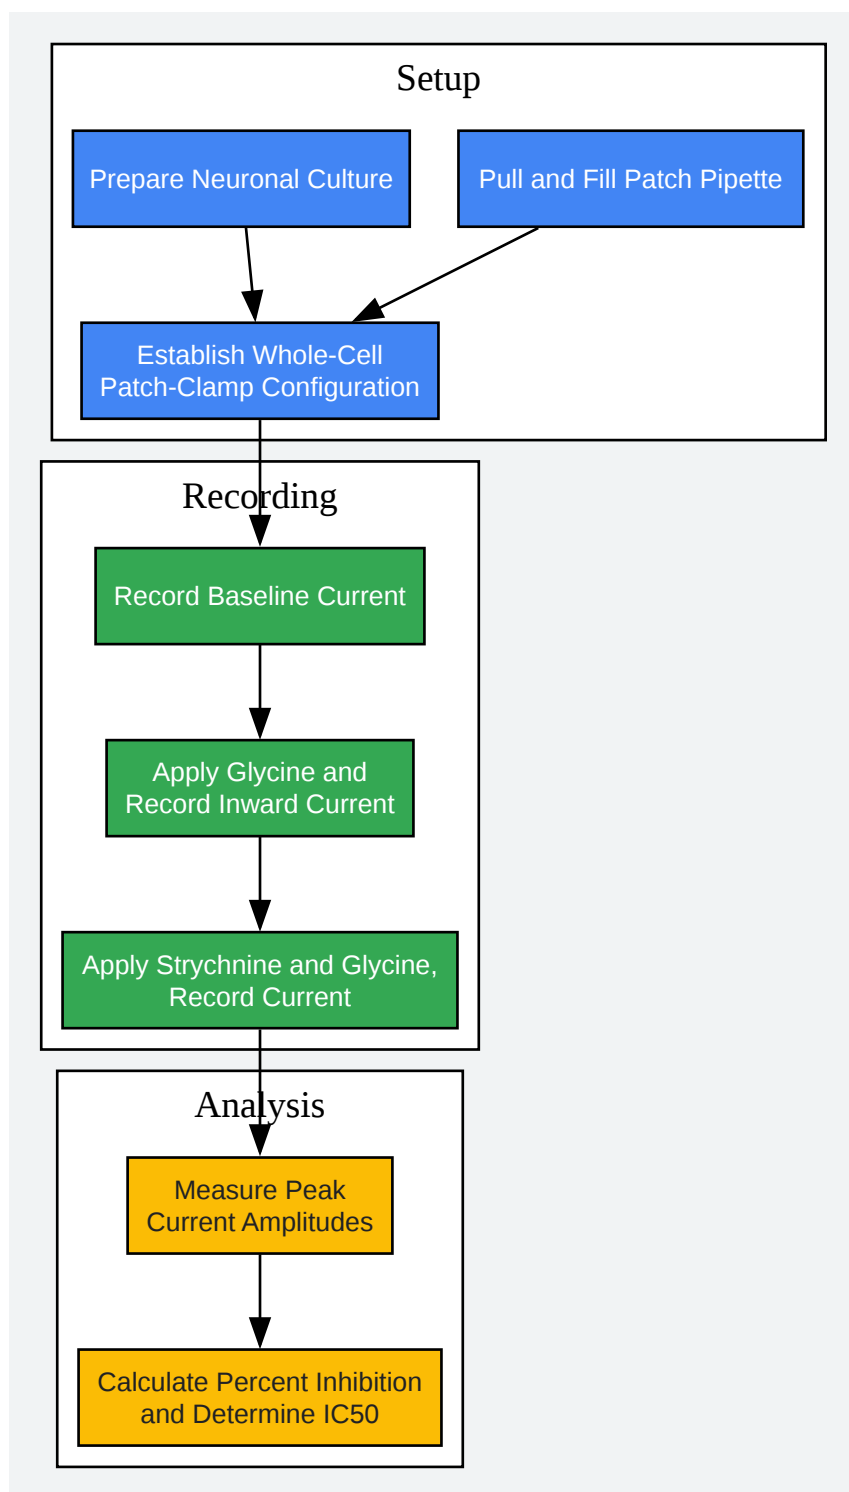 Setup
Prepare Neuronal Culture
Pull and Fill Patch Pipette
Establish Whole-Cell
Patch-Clamp Configuration
Recording
Record Baseline Current
Apply Glycine and
Record Inward Current
Apply Strychnine and Glycine,
Record Current
Analysis
Measure Peak
Current Amplitudes
Calculate Percent Inhibition
and Determine IC50